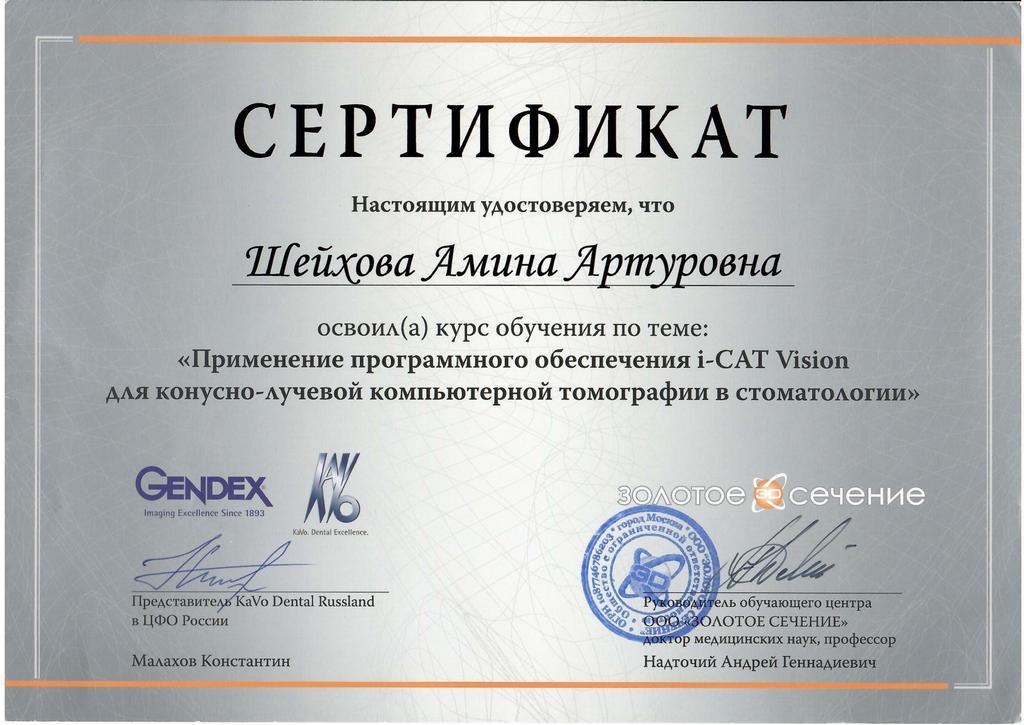 СЕРТИФИКАТ
Настоящим удостоверяем, что
Шейхова Амина Артуровна
освоил(а) курс обучения по теме:
«Применение программного обеспечения i-CAT Vision
для конусно-лучевой компьютерной томографии в стоматологии»
GENDEX
Imaging Excellence Since 1893
KAVO
KaVo. Dental Excellence.
ЗОЛОТОЕ 3D СЕЧЕНИЕ
город Москва * ООО "ЗОЛОТОЕ СЕЧЕНИЕ" * ОГРН 1087746786203
Общество с ограниченной ответственностью
3D
Представитель KaVo Dental Russland
в ЦФО России
Малахов Константин
Руководитель обучающего центра
ООО «ЗОЛОТОЕ СЕЧЕНИЕ»
доктор медицинских наук, профессор
Надточий Андрей Геннадиевич